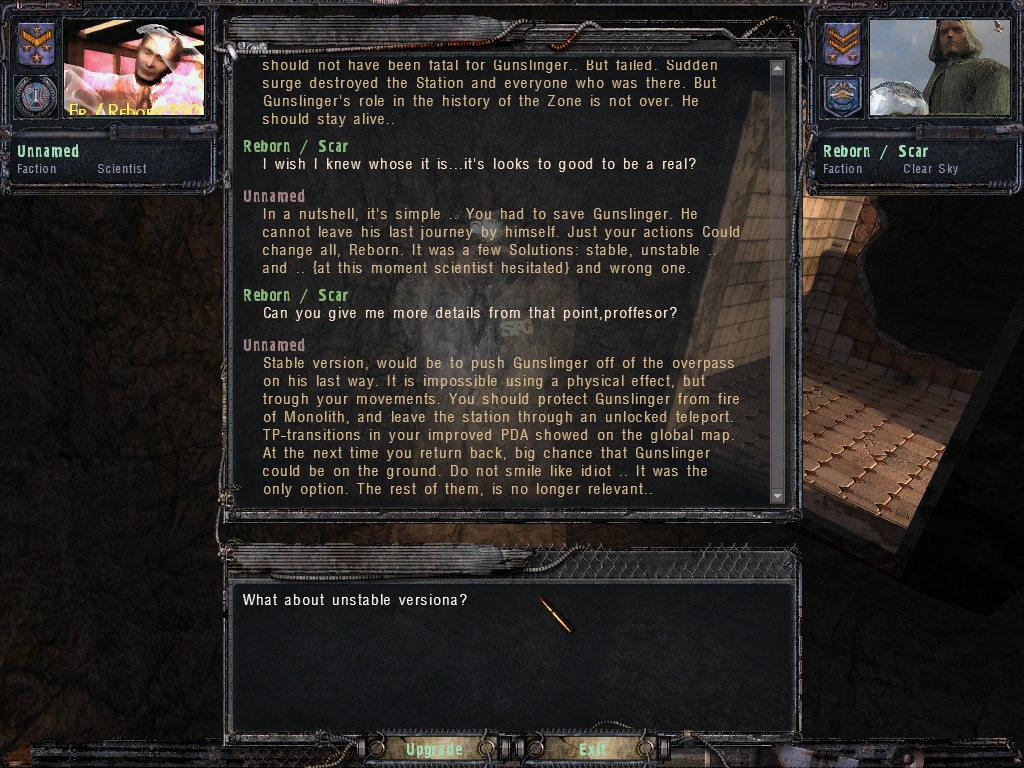 Unnamed
Faction Scientist
should not have been fatal for Gunslinger.. But failed. Sudden
surge destroyed the Station and everyone who was there. But
Gunslinger's role in the history of the Zone is not over. He
should stay alive..
Reborn / Scar
I wish I knew whose it is...it's looks to good to be a real?
Unnamed
In a nutshell, it's simple .. You had to save Gunslinger. He
cannot leave his last journey by himself. Just your actions Could
change all, Reborn. It was a few Solutions: stable, unstable ..
and .. {at this moment scientist hesitated} and wrong one.
Reborn / Scar
Can you give me more details from that point,proffesor?
Unnamed
Stable version, would be to push Gunslinger off of the overpass
on his last way. It is impossible using a physical effect, but
trough your movements. You should protect Gunslinger from fire
of Monolith, and leave the station through an unlocked teleport.
TP-transitions in your improved PDA showed on the global map.
At the next time you return back, big chance that Gunslinger
could be on the ground. Do not smile like idiot .. It was the
only option. The rest of them, is no longer relevant..
Reborn / Scar
Faction Clear Sky
What about unstable versiona?
Upgrade Exit